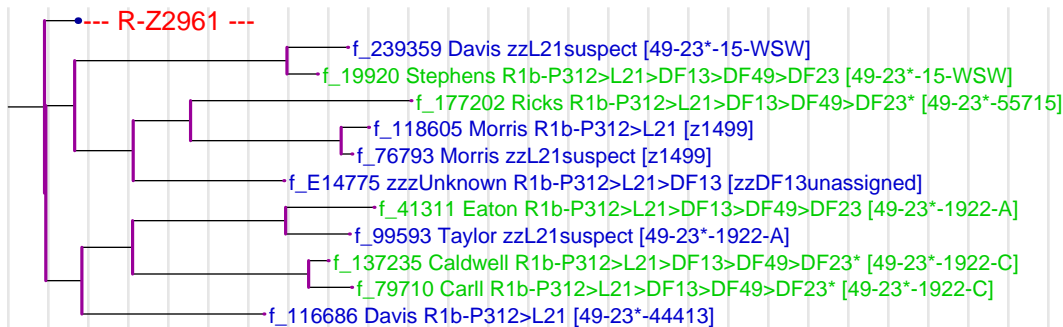 --- R-Z2961 ---
f_239359 Davis zzL21suspect [49-23*-15-WSW]
f_19920 Stephens R1b-P312>L21>DF13>DF49>DF23 [49-23*-15-WSW]
f_177202 Ricks R1b-P312>L21>DF13>DF49>DF23* [49-23*-55715]
f_118605 Morris R1b-P312>L21 [z1499]
f_76793 Morris zzL21suspect [z1499]
f_E14775 zzzUnknown R1b-P312>L21>DF13 [zzDF13unassigned]
f_41311 Eaton R1b-P312>L21>DF13>DF49>DF23 [49-23*-1922-A]
f_99593 Taylor zzL21suspect [49-23*-1922-A]
f_137235 Caldwell R1b-P312>L21>DF13>DF49>DF23* [49-23*-1922-C]
f_79710 Carll R1b-P312>L21>DF13>DF49>DF23* [49-23*-1922-C]
f_116686 Davis R1b-P312>L21 [49-23*-44413]